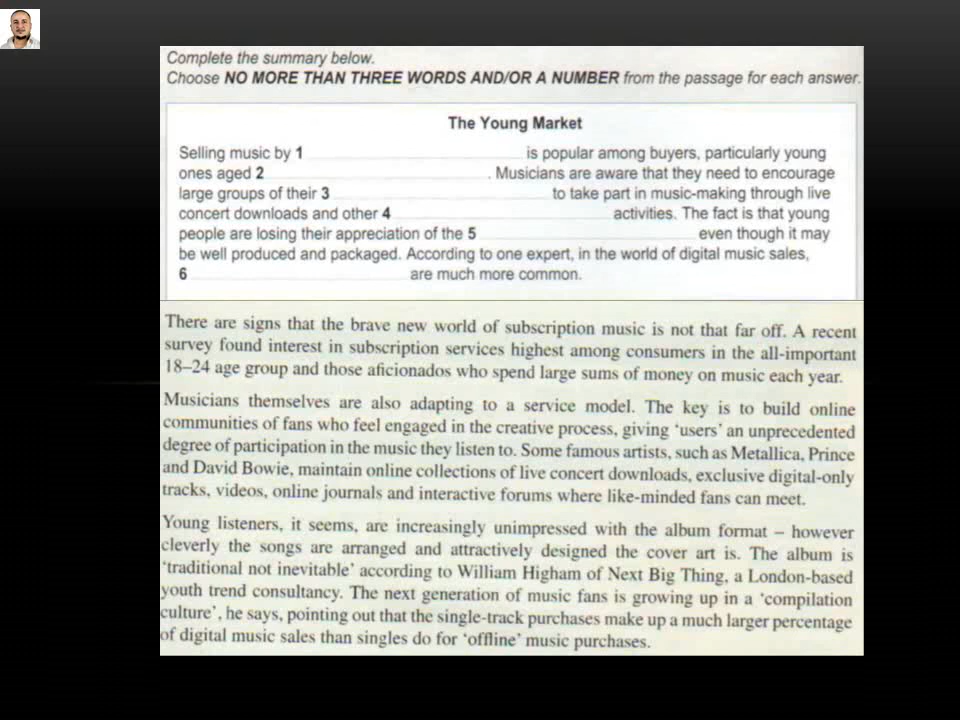 Complete the summary below.
Choose NO MORE THAN THREE WORDS AND/OR A NUMBER from the passage for each answer.
The Young Market
Selling music by 1 is popular among buyers, particularly young
ones aged 2 . Musicians are aware that they need to encourage
large groups of their 3 to take part in music-making through live
concert downloads and other 4 activities. The fact is that young
people are losing their appreciation of the 5 even though it may
be well produced and packaged. According to one expert, in the world of digital music sales,
6 are much more common.
There are signs that the brave new world of subscription music is not that far off. A recent
survey found interest in subscription services highest among consumers in the all-important
18–24 age group and those aficionados who spend large sums of money on music each year.
Musicians themselves are also adapting to a service model. The key is to build online
communities of fans who feel engaged in the creative process, giving ‘users’ an unprecedented
degree of participation in the music they listen to. Some famous artists, such as Metallica, Prince
and David Bowie, maintain online collections of live concert downloads, exclusive digital-only
tracks, videos, online journals and interactive forums where like-minded fans can meet.
Young listeners, it seems, are increasingly unimpressed with the album format – however
cleverly the songs are arranged and attractively designed the cover art is. The album is
‘traditional not inevitable’ according to William Higham of Next Big Thing, a London-based
youth trend consultancy. The next generation of music fans is growing up in a ‘compilation
culture’, he says, pointing out that the single-track purchases make up a much larger percentage
of digital music sales than singles do for ‘offline’ music purchases.